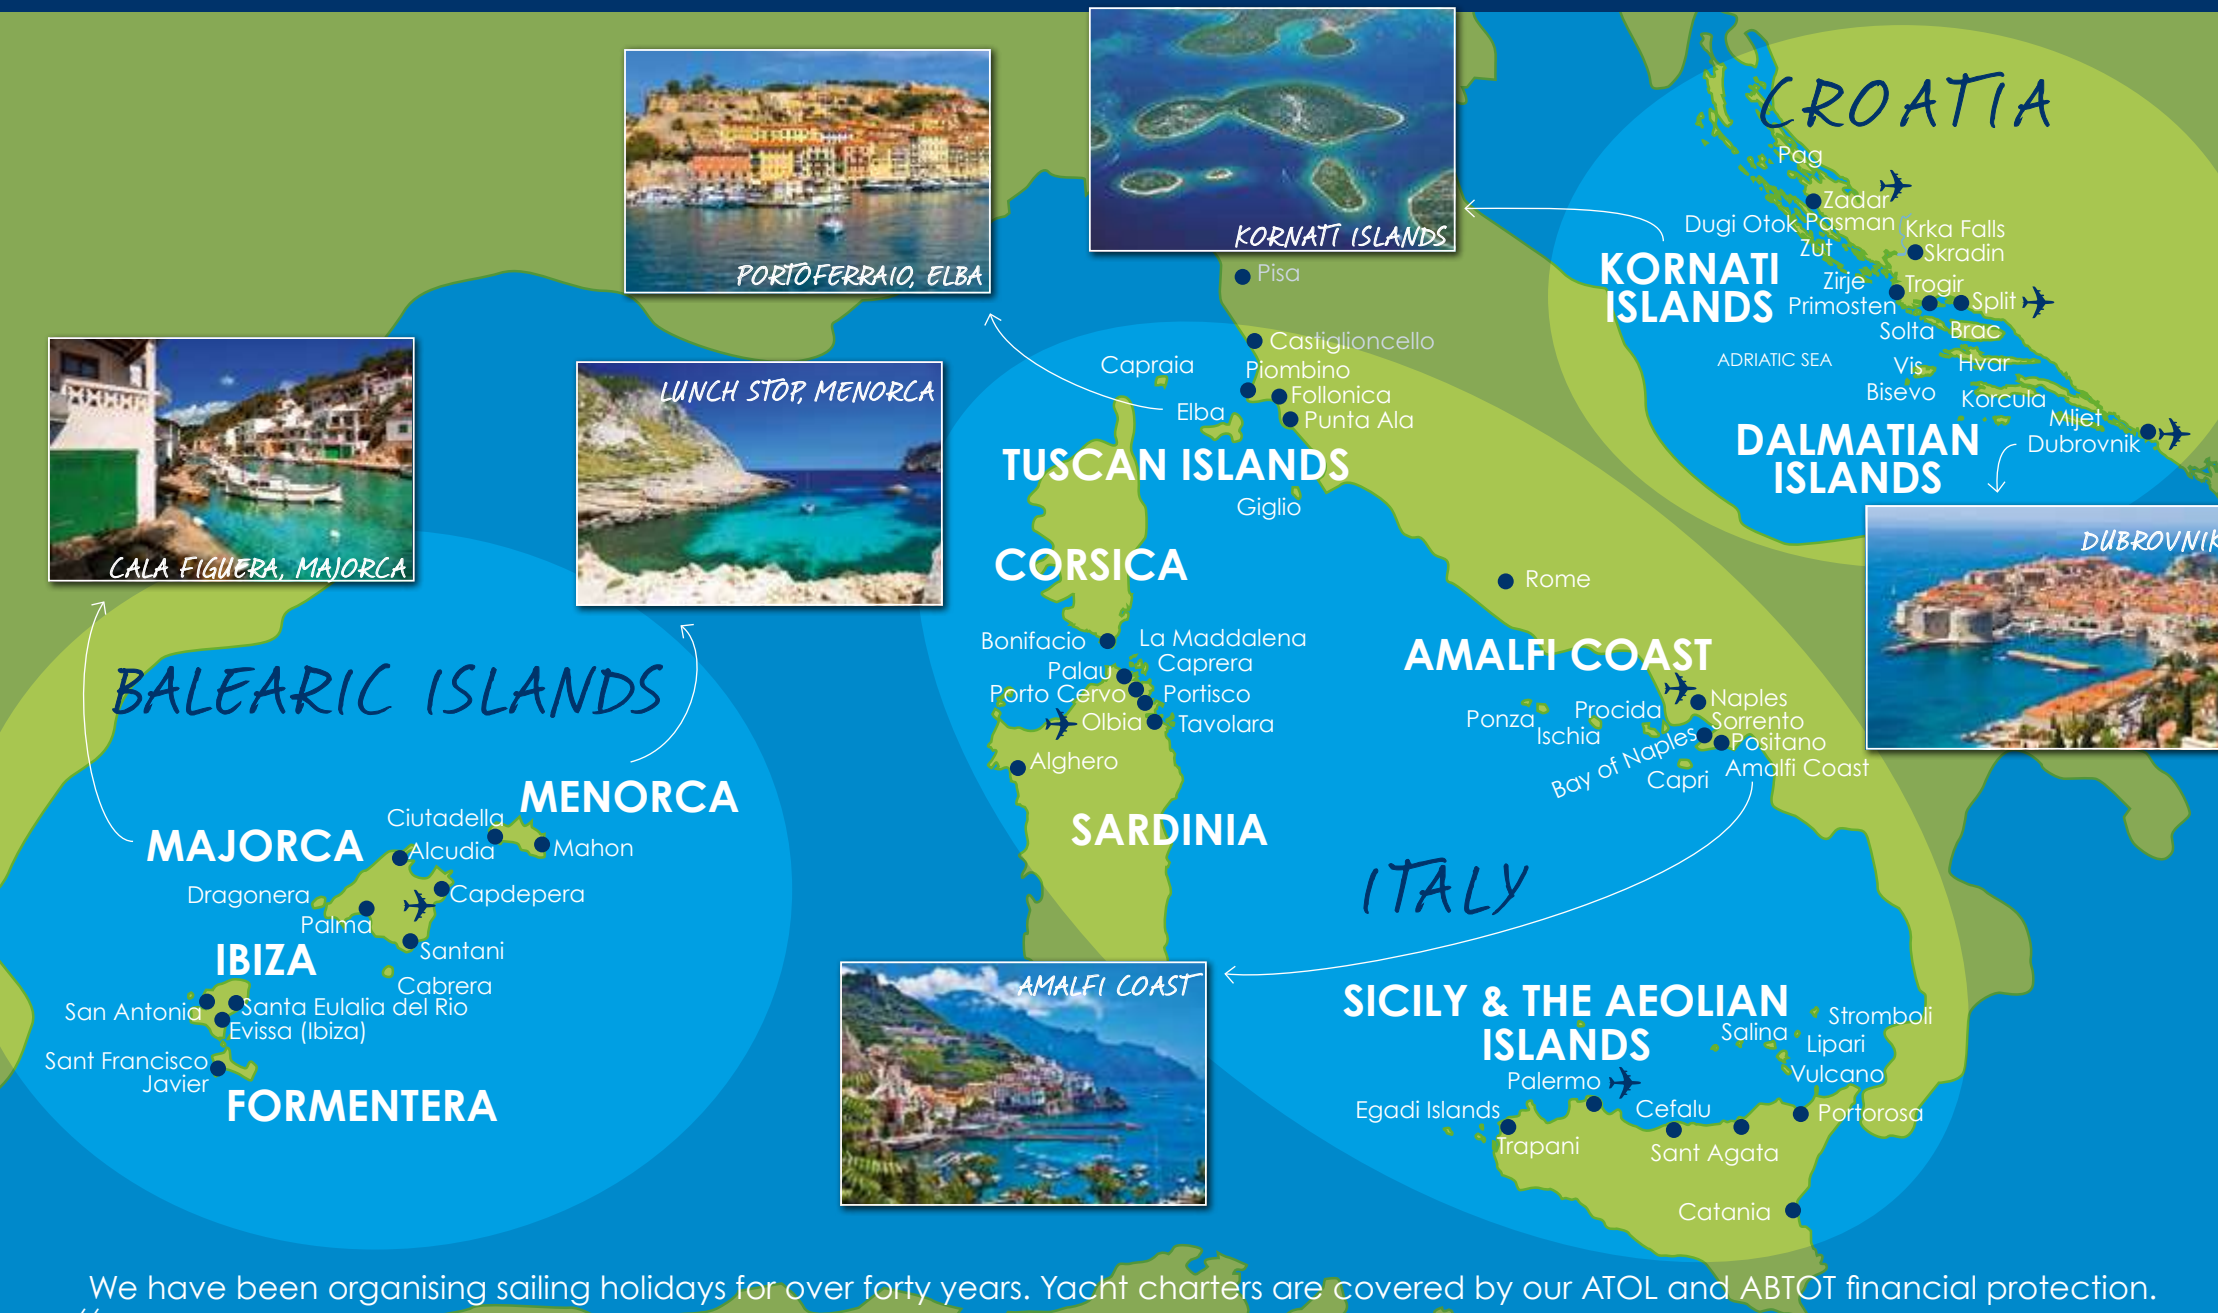 CROATIA
Pag
Zadar
Dugi Otok
Pasman
Krka Falls
Zut
Skradin
KORNATI
ISLANDS
Zirje
Trogir
Primosten
Split
Solta
Brac
ADRIATIC SEA
Vis
Hvar
Bisevo
Korcula
Mljet
Dubrovnik
DALMATIAN
ISLANDS
DUBROVNIK
KORNATI ISLANDS
PORTOFERRAIO, ELBA
LUNCH STOP, MENORCA
CALA FIGUERA, MAJORCA
Pisa
Castiglioncello
Capraia
Piombino
Follonica
Elba
Punta Ala
TUSCAN ISLANDS
Giglio
CORSICA
Rome
Bonifacio
La Maddalena
Caprera
Palau
Porto Cervo
Portisco
Olbia
Tavolara
Alghero
SARDINIA
AMALFI COAST
Naples
Procida
Ponza
Sorrento
Ischia
Positano
Bay of Naples
Amalfi Coast
Capri
ITALY
AMALFI COAST
SICILY & THE AEOLIAN
ISLANDS
Stromboli
Salina
Lipari
Vulcano
Palermo
Egadi Islands
Cefalu
Portorosa
Trapani
Sant Agata
Catania
BALEARIC ISLANDS
MENORCA
Ciutadella
MAJORCA
Alcudia
Mahon
Dragonera
Capdepera
Palma
Santani
IBIZA
Cabrera
San Antonia
Santa Eulalia del Rio
Evissa (Ibiza)
Sant Francisco
Javier
FORMENTERA
We have been organising sailing holidays for over forty years. Yacht charters are covered by our ATOL and ABTOT financial protection.